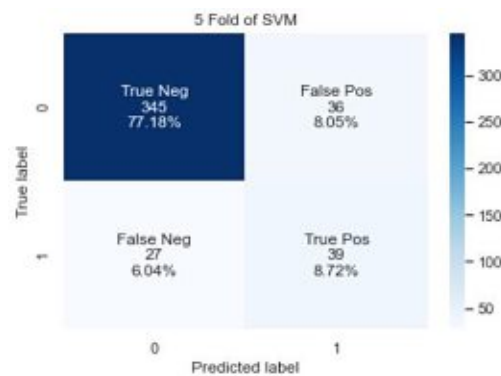 5 Fold of SVM
True label
0
True Neg
345
77.18%
False Pos
36
8.05%
1
False Neg
27
6.04%
True Pos
39
8.72%
0
1
Predicted label
300
250
200
150
100
50